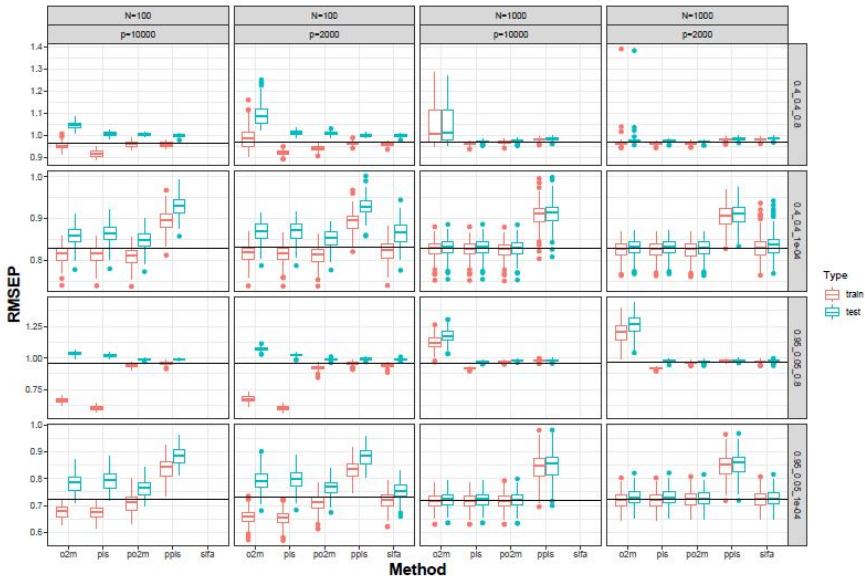 N=100 N=100 N=1000 N=1000
p=10000 p=2000 p=10000 p=2000
1.4
1.3
1.2
1.1
1.0
0.9
0.4_0.4_0.8
1.0
0.9
0.8
0.4_0.4_1e-04
1.25
1.00
0.75
0.95_0.05_0.8
1.0
0.9
0.8
0.7
0.6
0.95_0.05_1e-04
RMSEP
Type
train
test
o2m pls po2m ppls sifa o2m pls po2m ppls sifa o2m pls po2m ppls sifa o2m pls po2m ppls sifa
Method